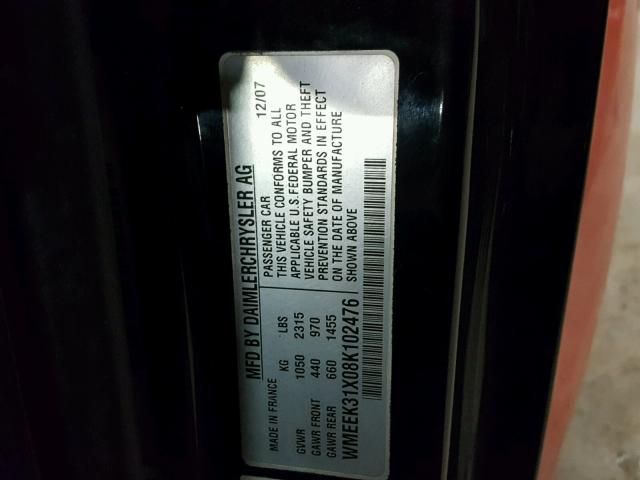 MFD BY DAIMLERCHRYSLER AG
MADE IN FRANCE
12/07
KG LBS
GVWR 1050 2315
GAWR FRONT 440 970
GAWR REAR 660 1455
PASSENGER CAR
THIS VEHICLE CONFORMS TO ALL
APPLICABLE U.S.FEDERAL MOTOR
VEHICLE SAFETY BUMPER AND THEFT
PREVENTION STANDARDS IN EFFECT
ON THE DATE OF MANUFACTURE
SHOWN ABOVE
WMEEK31X08K102476